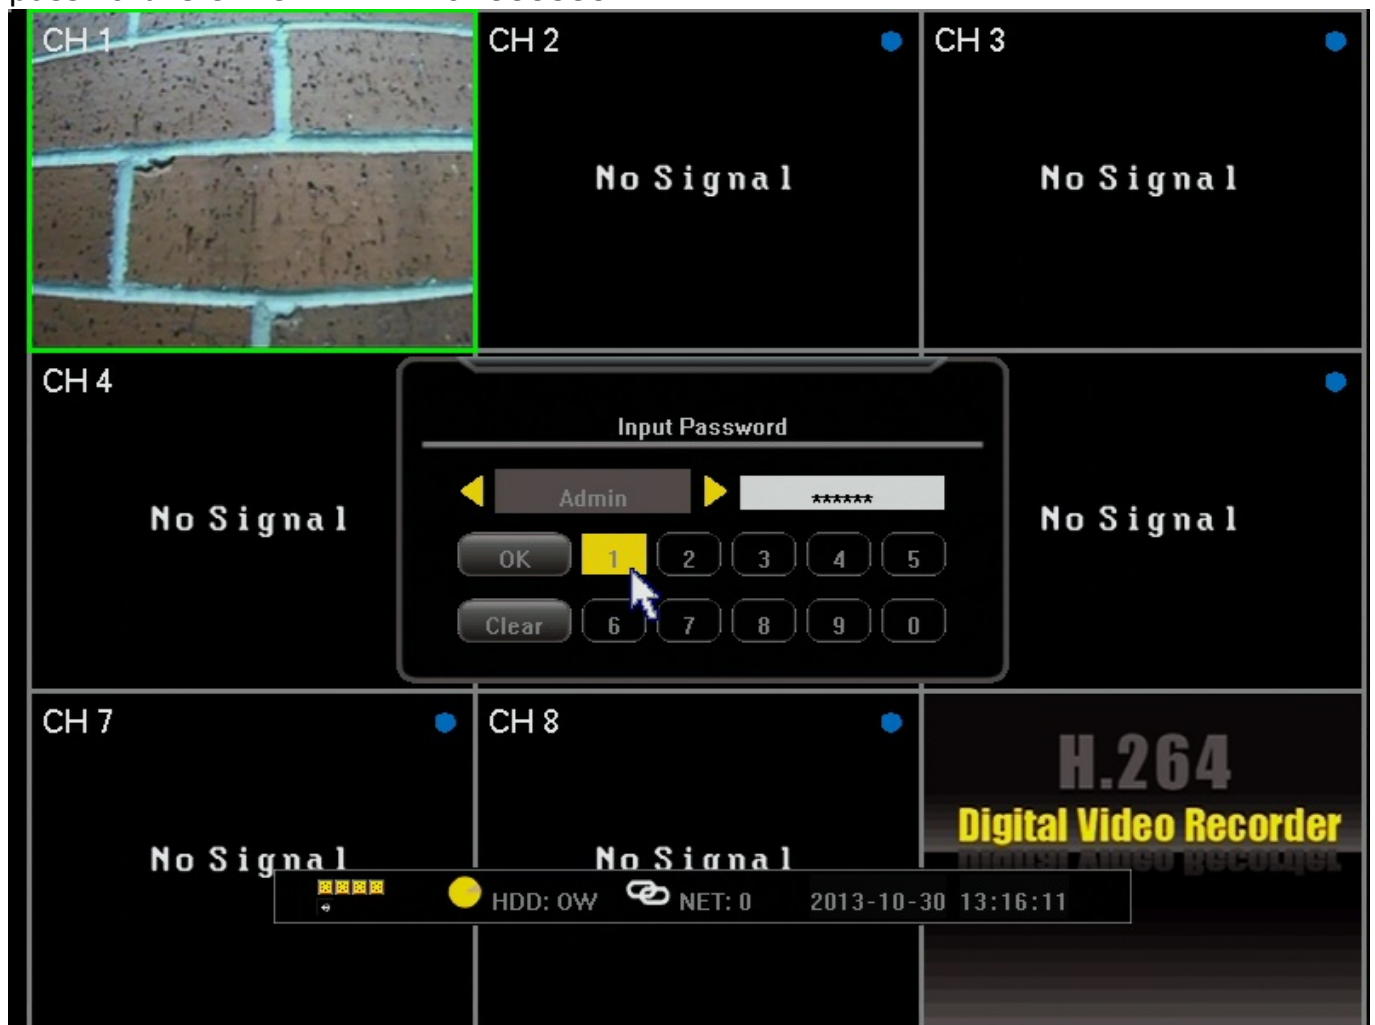 CH 1
CH 2
CH 3
No Signal
No Signal
CH 4
Input Password
Admin
******
No Signal
No Signal
OK 1 2 3 4 5
Clear 6 7 8 9 0
CH 7
CH 8
H.264
Digital Video Recorder
No Signal
No Signal
HDD: OW NET: 0 2013-10-30 13:16:11